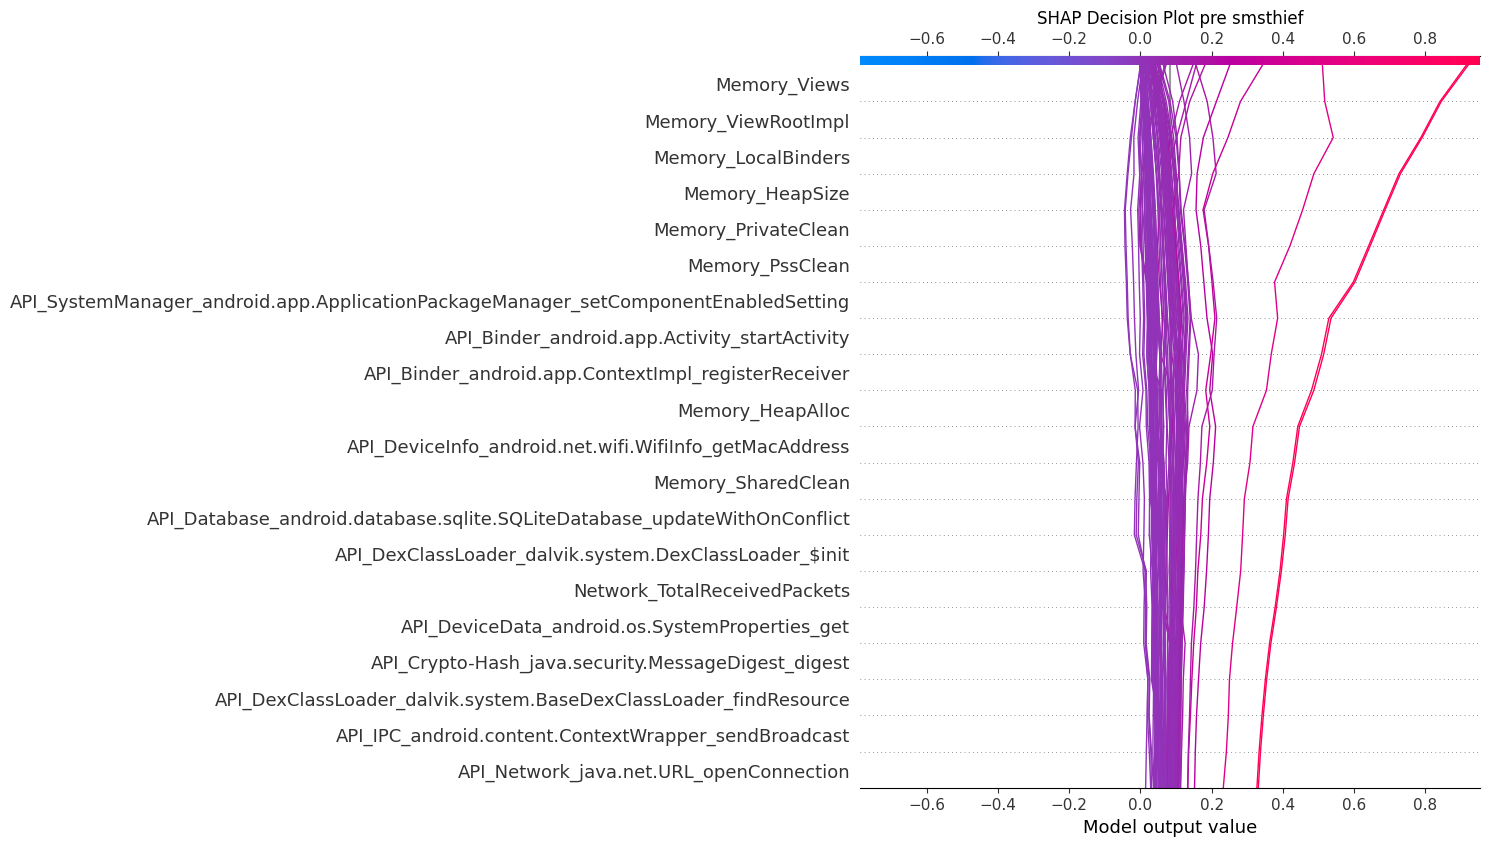 SHAP Decision Plot pre smsthief
−0.6 −0.4 −0.2 0.0 0.2 0.4 0.6 0.8
Memory_Views
Memory_ViewRootImpl
Memory_LocalBinders
Memory_HeapSize
Memory_PrivateClean
Memory_PssClean
API_SystemManager_android.app.ApplicationPackageManager_setComponentEnabledSetting
API_Binder_android.app.Activity_startActivity
API_Binder_android.app.ContextImpl_registerReceiver
Memory_HeapAlloc
API_DeviceInfo_android.net.wifi.WifiInfo_getMacAddress
Memory_SharedClean
API_Database_android.database.sqlite.SQLiteDatabase_updateWithOnConflict
API_DexClassLoader_dalvik.system.DexClassLoader_$init
Network_TotalReceivedPackets
API_DeviceData_android.os.SystemProperties_get
API_Crypto-Hash_java.security.MessageDigest_digest
API_DexClassLoader_dalvik.system.BaseDexClassLoader_findResource
API_IPC_android.content.ContextWrapper_sendBroadcast
API_Network_java.net.URL_openConnection
−0.6 −0.4 −0.2 0.0 0.2 0.4 0.6 0.8
Model output value